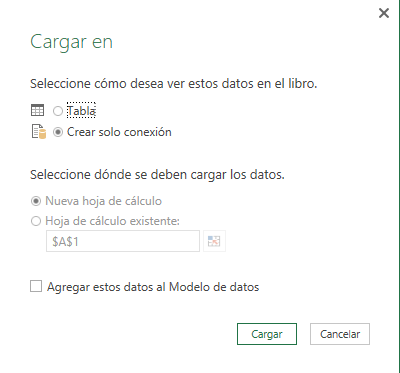 Cargar en
Seleccione cómo desea ver estos datos en el libro.
Tabla
Crear solo conexión
Seleccione dónde se deben cargar los datos.
Nueva hoja de cálculo
Hoja de cálculo existente:
$A$1
Agregar estos datos al Modelo de datos
Cargar Cancelar